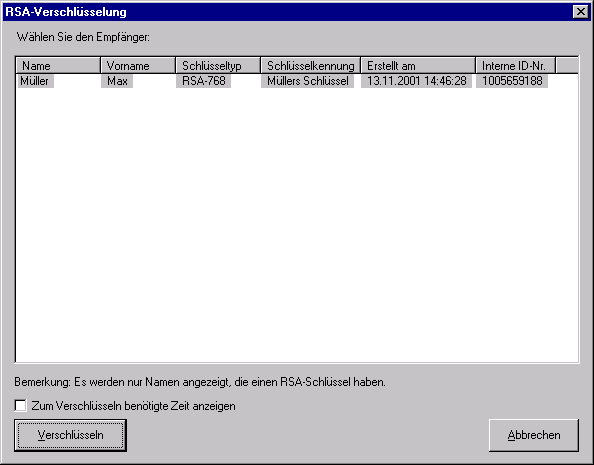 RSA-Verschlüsselung
Wählen Sie den Empfänger:
Name Vorname Schlüsseltyp Schlüsselkennung Erstellt am Interne ID-Nr.
Müller Max RSA-768 Müllers Schlüssel 13.11.2001 14:46:28 1005659188
Bemerkung: Es werden nur Namen angezeigt, die einen RSA-Schlüssel haben.
Zum Verschlüsseln benötigte Zeit anzeigen
Verschlüsseln Abbrechen